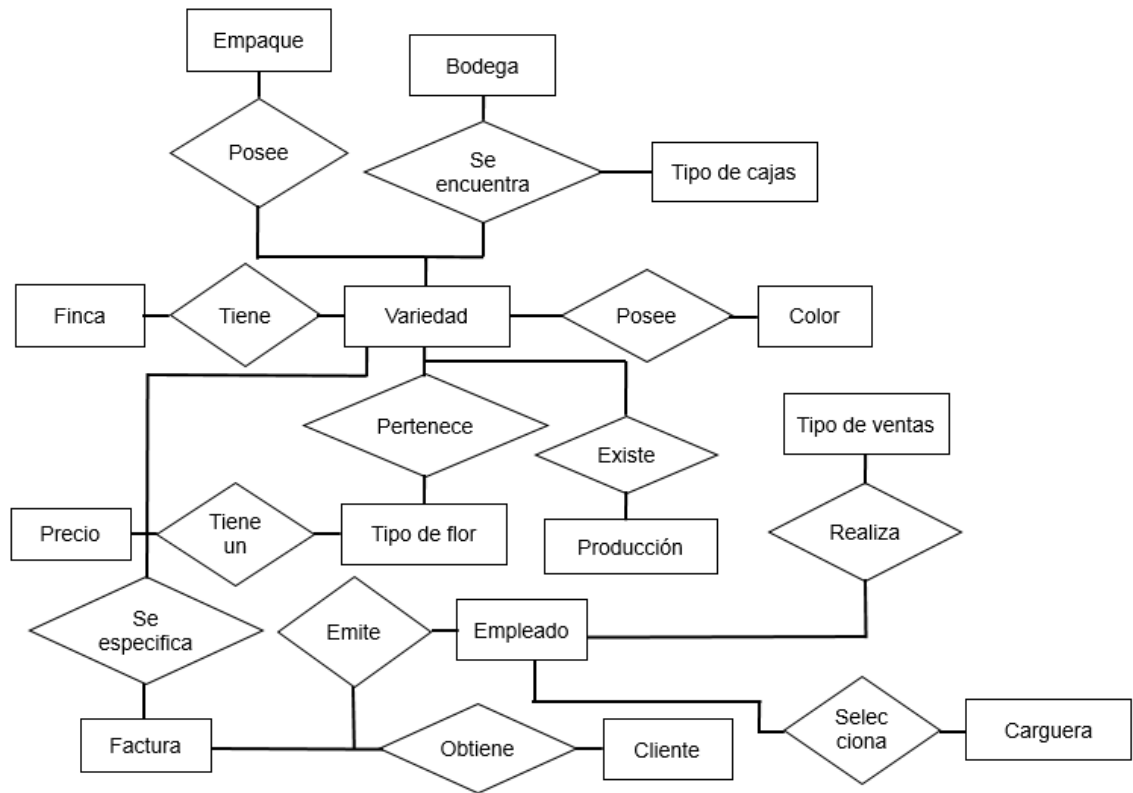 Empaque
Bodega
Posee
Se
encuentra
Tipo de cajas
Finca
Tiene
Variedad
Posee
Color
Pertenece
Tipo de ventas
Existe
Precio
Tiene
un
Tipo de flor
Producción
Realiza
Se
especifica
Emite
Empleado
Factura
Obtiene
Cliente
Selec
ciona
Carguera